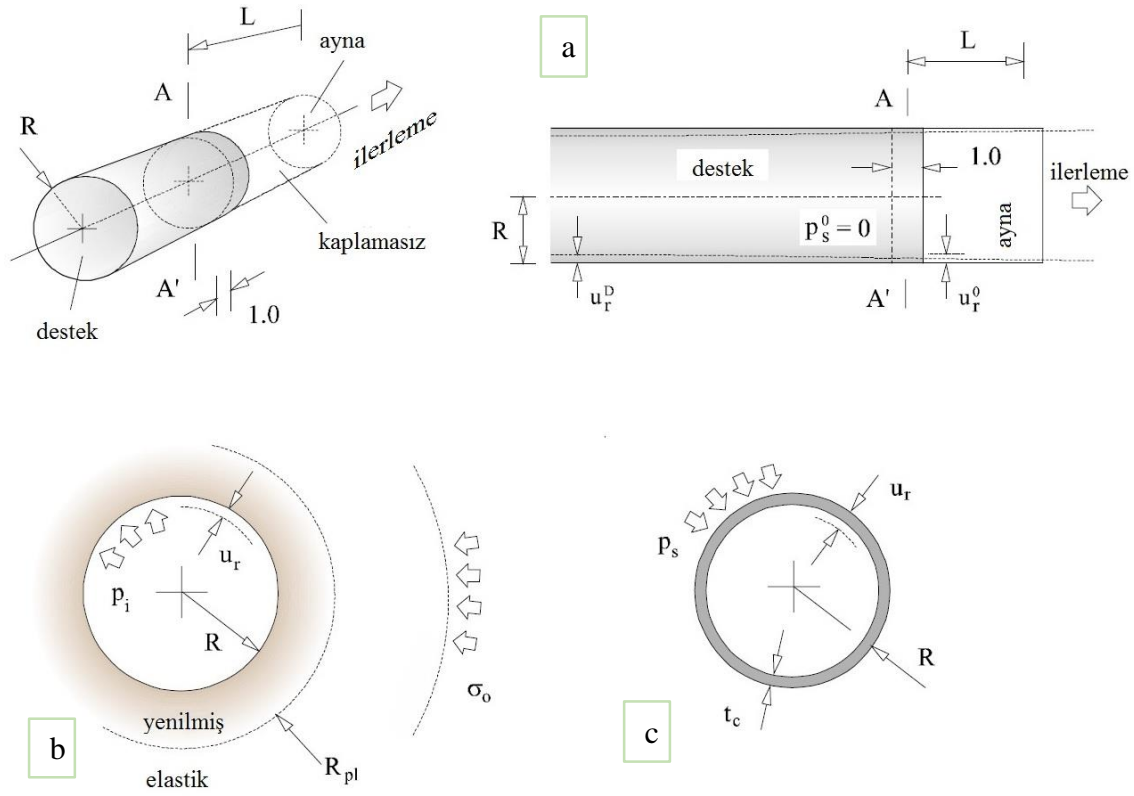 L
ayna
A
R
ilerleme
kaplamasız
A'
1.0
destek
a
L
A
destek
1.0
ilerleme
R
p_s^0 = 0
ayna
A'
u_r^D
u_r^0
b
u_r
p_i
R
σ_o
yenilmiş
R_pl
elastik
c
u_r
p_s
R
t_c